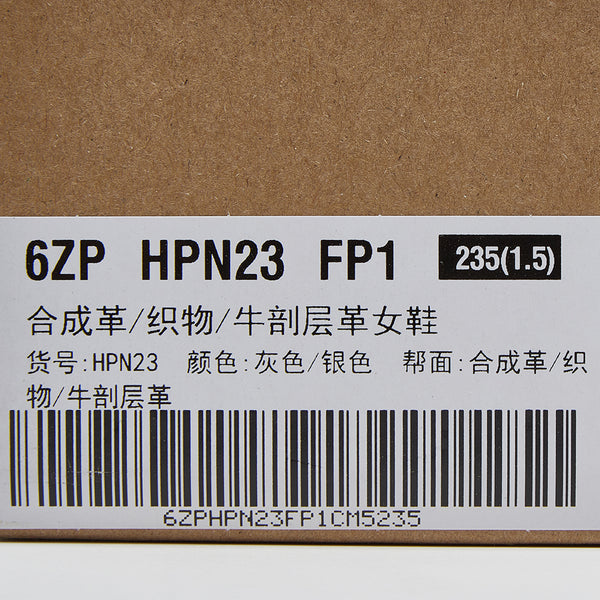 6ZP HPN23 FP1 235(1.5)
合成革/织物/牛剖层革女鞋
货号:HPN23 颜色:灰色/银色 帮面:合成革/织
物/牛剖层革
6ZPHPN23FP1CM5235